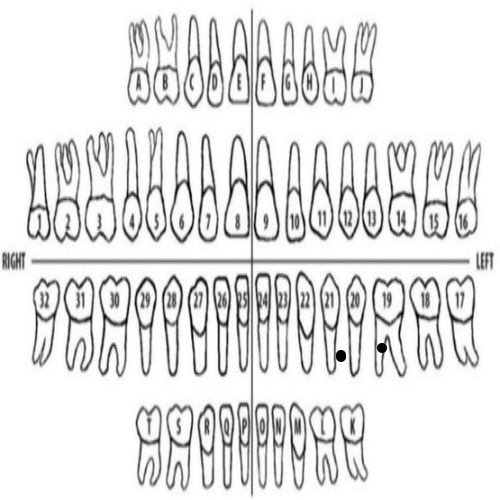 A B C D E F G H I J
1 2 3 4 5 6 7 8 9 10 11 12 13 14 15 16
RIGHT LEFT
32 31 30 29 28 27 26 25 24 23 22 21 20 19 18 17
T S R Q P O N M L K